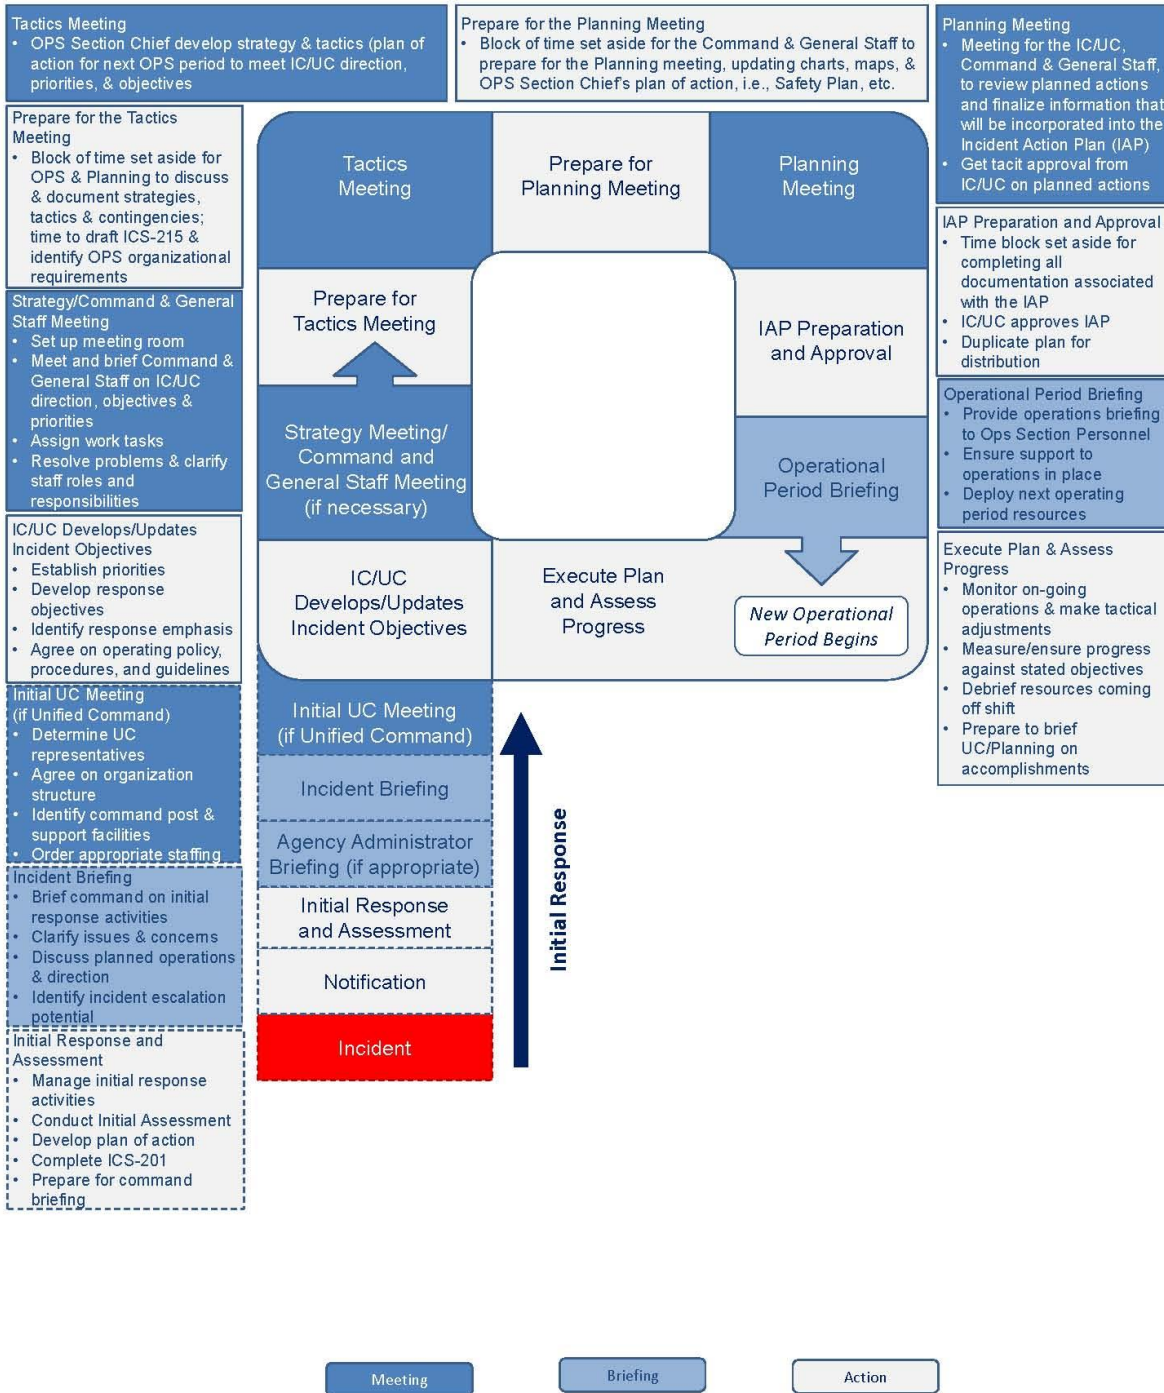 Tactics Meeting
• OPS Section Chief develop strategy & tactics (plan of
action for next OPS period to meet IC/UC direction,
priorities, & objectives
Prepare for the Planning Meeting
• Block of time set aside for the Command & General Staff to
prepare for the Planning meeting, updating charts, maps, &
OPS Section Chief's plan of action, i.e., Safety Plan, etc.
Planning Meeting
• Meeting for the IC/UC,
Command & General Staff,
to review planned actions
and finalize information that
will be incorporated into the
Incident Action Plan (IAP)
• Get tacit approval from
IC/UC on planned actions
Prepare for the Tactics
Meeting
• Block of time set aside for
OPS & Planning to discuss
& document strategies,
tactics & contingencies;
time to draft ICS-215 &
identify OPS organizational
requirements
Strategy/Command & General
Staff Meeting
• Set up meeting room
• Meet and brief Command &
General Staff on IC/UC
direction, objectives &
priorities
• Assign work tasks
• Resolve problems & clarify
staff roles and
responsibilities
IC/UC Develops/Updates
Incident Objectives
• Establish priorities
• Develop response
objectives
• Identify response emphasis
• Agree on operating policy,
procedures, and guidelines
Initial UC Meeting
(if Unified Command)
• Determine UC
representatives
• Agree on organization
structure
• Identify command post &
support facilities
• Order appropriate staffing
Incident Briefing
• Brief command on initial
response activities
• Clarify issues & concerns
• Discuss planned operations
& direction
• Identify incident escalation
potential
Initial Response and
Assessment
• Manage initial response
activities
• Conduct Initial Assessment
• Develop plan of action
• Complete ICS-201
• Prepare for command
briefing
Tactics
Meeting
Prepare for
Planning Meeting
Planning
Meeting
Prepare for
Tactics Meeting
IAP Preparation
and Approval
Strategy Meeting/
Command and
General Staff Meeting
(if necessary)
Operational
Period Briefing
IC/UC
Develops/Updates
Incident Objectives
Execute Plan
and Assess
Progress
New Operational
Period Begins
Initial UC Meeting
(if Unified Command)
Incident Briefing
Agency Administrator
Briefing (if appropriate)
Initial Response
and Assessment
Notification
Incident
Initial Response
IAP Preparation and Approval
• Time block set aside for
completing all
documentation associated
with the IAP
• IC/UC approves IAP
• Duplicate plan for
distribution
Operational Period Briefing
• Provide operations briefing
to Ops Section Personnel
• Ensure support to
operations in place
• Deploy next operating
period resources
Execute Plan & Assess
Progress
• Monitor on-going
operations & make tactical
adjustments
• Measure/ensure progress
against stated objectives
• Debrief resources coming
off shift
• Prepare to brief
UC/Planning on
accomplishments
Meeting
Briefing
Action